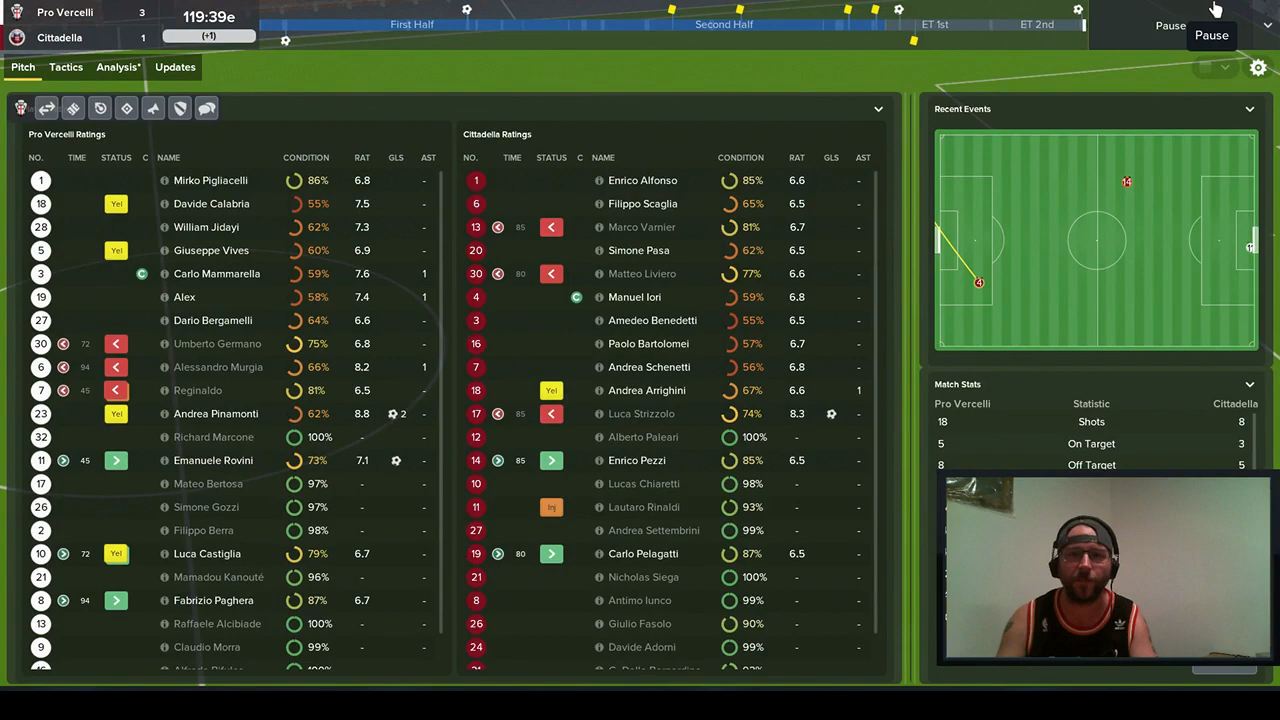 Pro Vercelli 3
Cittadella 1
119:39e
(+1)
First Half Second Half ET 1st ET 2nd
Pause
Pause
Pitch Tactics Analysis* Updates
Pro Vercelli Ratings
NO. TIME STATUS C NAME CONDITION RAT GLS AST
1 Mirko Pigliacelli 86% 6.8 -
18 Yel Davide Calabria 55% 7.5 -
28 William Jidayi 62% 7.3 -
5 Yel Giuseppe Vives 60% 6.9 -
3 C Carlo Mammarella 59% 7.6 1
19 Alex 58% 7.4 1
27 Dario Bergamelli 64% 6.6 -
30 72 Umberto Germano 75% 6.8 -
6 94 Alessandro Murgia 66% 8.2 1
7 45 Reginaldo 81% 6.5 -
23 Yel Andrea Pinamonti 62% 8.8 2 -
32 Richard Marcone 100%
11 45 Emanuele Rovini 73% 7.1 -
17 Mateo Bertosa 97% - -
26 Simone Gozzi 97% - -
2 Filippo Berra 98% - -
10 72 Yel Luca Castiglia 79% 6.7 -
21 Mamadou Kanouté 96% - -
8 94 Fabrizio Paghera 87% 6.7 -
13 Raffaele Alcibiade 100% - -
9 Claudio Morra 99% - -
Cittadella Ratings
NO. TIME STATUS C NAME CONDITION RAT GLS AST
1 Enrico Alfonso 85% 6.6 -
6 Filippo Scaglia 65% 6.5 -
13 85 Marco Varnier 81% 6.7 -
20 Simone Pasa 62% 6.5 -
30 80 Matteo Liviero 77% 6.6 -
4 C Manuel Iori 59% 6.8 -
3 Amedeo Benedetti 55% 6.5 -
16 Paolo Bartolomei 57% 6.7 -
7 Andrea Schenetti 56% 6.8 -
18 Yel Andrea Arrighini 67% 6.6 1
17 85 Luca Strizzolo 74% 8.3 -
12 Alberto Paleari 100% - -
14 85 Enrico Pezzi 85% 6.5 -
10 Lucas Chiaretti 98% - -
11 Inj Lautaro Rinaldi 93% - -
27 Andrea Settembrini 99% - -
19 80 Carlo Pelagatti 87% 6.5 -
21 Nicholas Siega 100% - -
8 Antimo Iunco 99% - -
26 Giulio Fasolo 90% - -
24 Davide Adorni 99% - -
Recent Events
14
4
Match Stats
Pro Vercelli Statistic Cittadella
18 Shots 8
5 On Target 3
8 Off Target 5